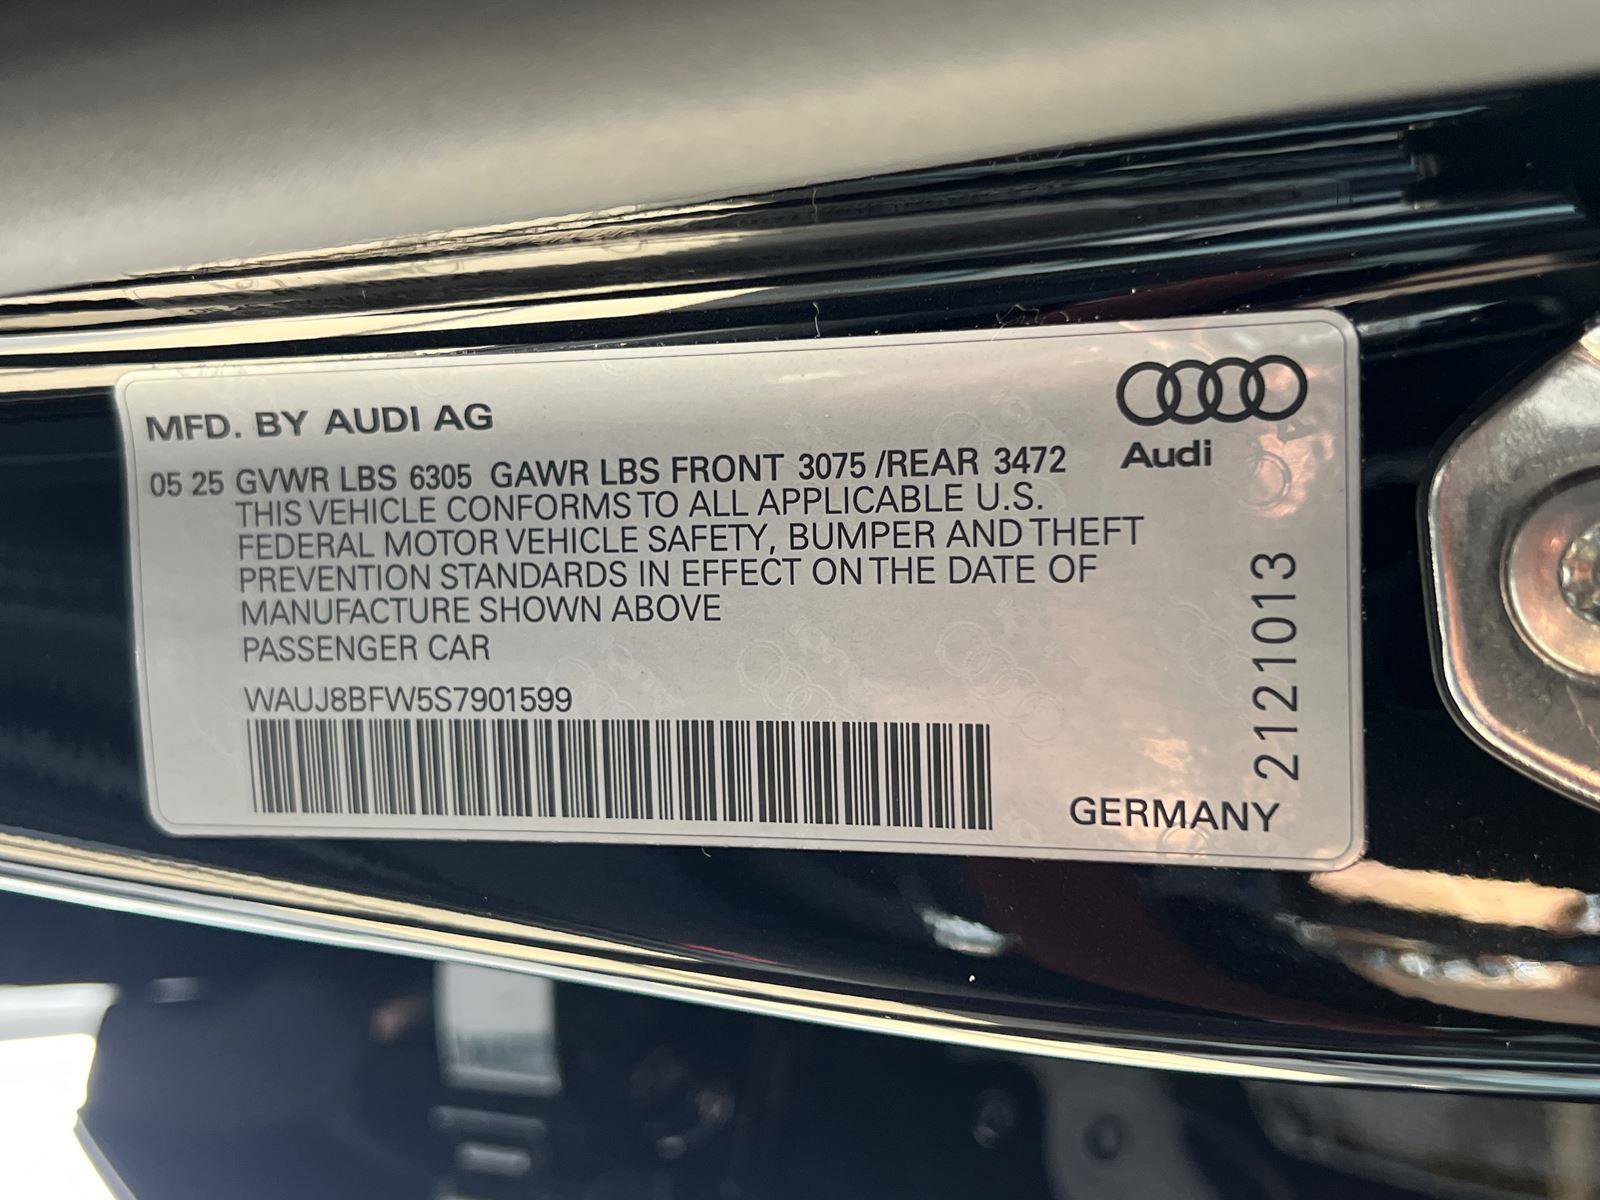 MFD. BY AUDI AG
Audi
05 25 GVWR LBS 6305 GAWR LBS FRONT 3075 /REAR 3472
THIS VEHICLE CONFORMS TO ALL APPLICABLE U.S.
FEDERAL MOTOR VEHICLE SAFETY, BUMPER AND THEFT
PREVENTION STANDARDS IN EFFECT ON THE DATE OF
MANUFACTURE SHOWN ABOVE
PASSENGER CAR
WAUJ8BFW5S7901599
2121013
GERMANY